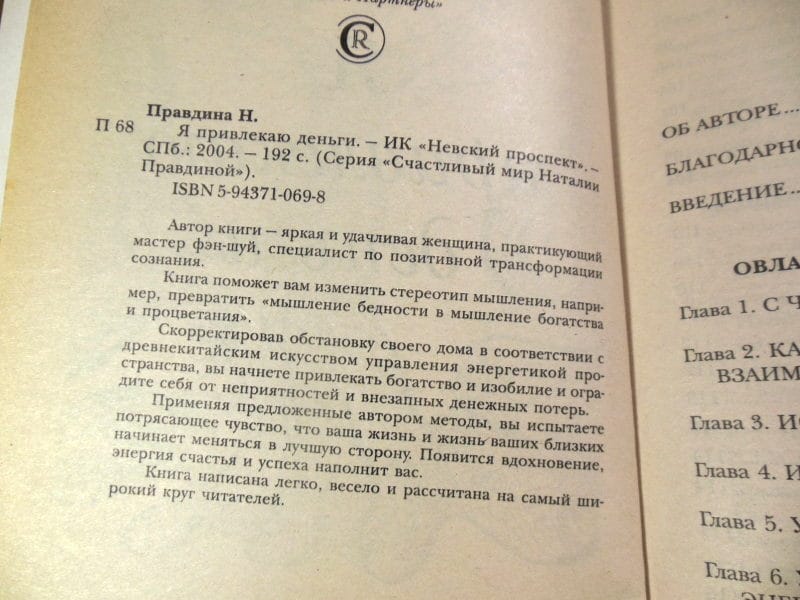 Партнеры»
Правдина Н.
П 68
Я привлекаю деньги. – ИК «Невский проспект». –
СПб.: 2004. – 192 с. (Серия «Счастливый мир Наталии
Правдиной»).
ISBN 5-94371-069-8
Автор книги – яркая и удачливая женщина, практикующий
мастер фэн-шуй, специалист по позитивной трансформации
сознания.
Книга поможет вам изменить стереотип мышления, напри-
мер, превратить «мышление бедности в мышление богатства
и процветания».
Скорректировав обстановку своего дома в соответствии с
древнекитайским искусством управления энергетикой про-
странства, вы начнете привлекать богатство и изобилие и огра-
дите себя от неприятностей и внезапных денежных потерь.
Применяя предложенные автором методы, вы испытаете
потрясающее чувство, что ваша жизнь и жизнь ваших близких
начинает меняться в лучшую сторону. Появится вдохновение,
энергия счастья и успеха наполнит вас.
Книга написана легко, весело и рассчитана на самый ши-
рокий круг читателей.
ОБ АВТОРЕ...
БЛАГОДАРНО
ВВЕДЕНИЕ...
ОВЛА
Глава 1. С Ч
Глава 2. КА
ВЗАИМ
Глава 3. ИС
Глава 4. И
Глава 5. У
Глава 6.